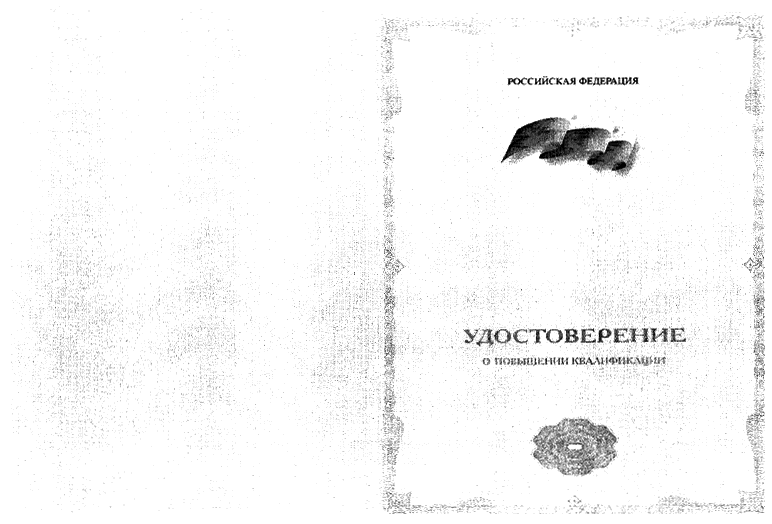 РОССИЙСКАЯ ФЕДЕРАЦИЯ
УДОСТОВЕРЕНИЕ
О ПОВЫШЕНИИ КВАЛИФИКАЦИИ